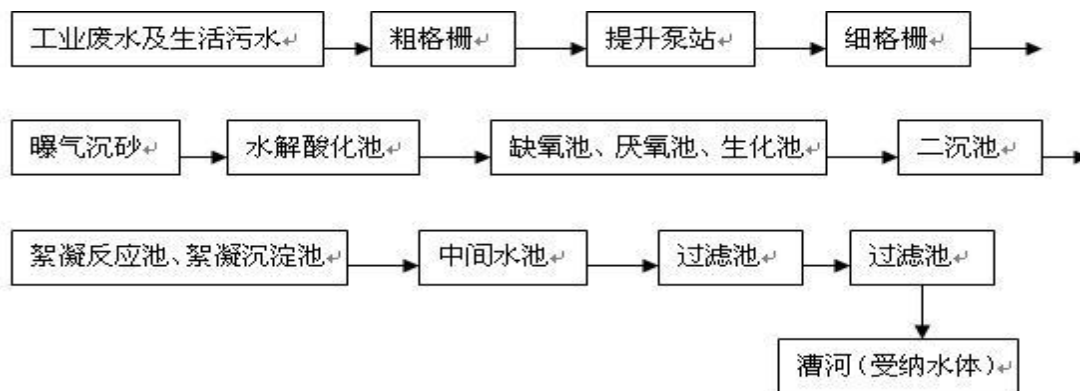 工业废水及生活污水 粗格栅 提升泵站 细格栅
曝气沉砂 水解酸化池 缺氧池、厌氧池、生化池 二沉池
絮凝反应池、絮凝沉淀池 中间水池 过滤池 过滤池
漕河(受纳水体)